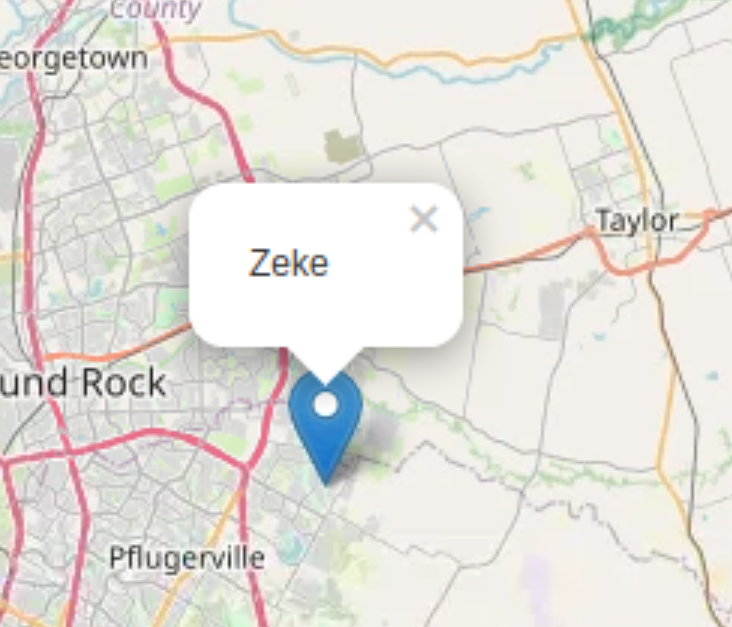 County
eorgetown
Taylor
Zeke
×
und Rock
Pflugerville